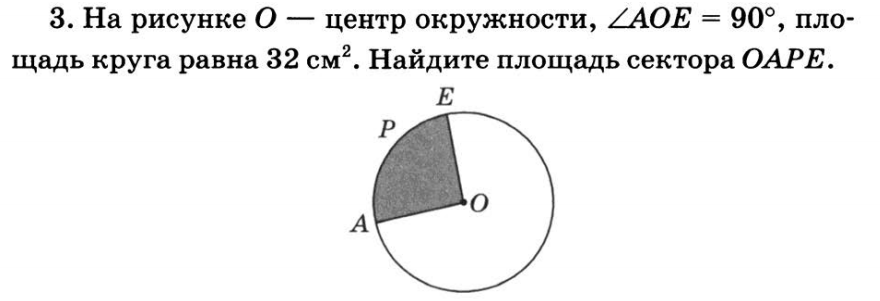 3. На рисунке O — центр окружности, ∠AOE = 90°, пло-
щадь круга равна 32 см². Найдите площадь сектора OAPE.
E
P
O
A